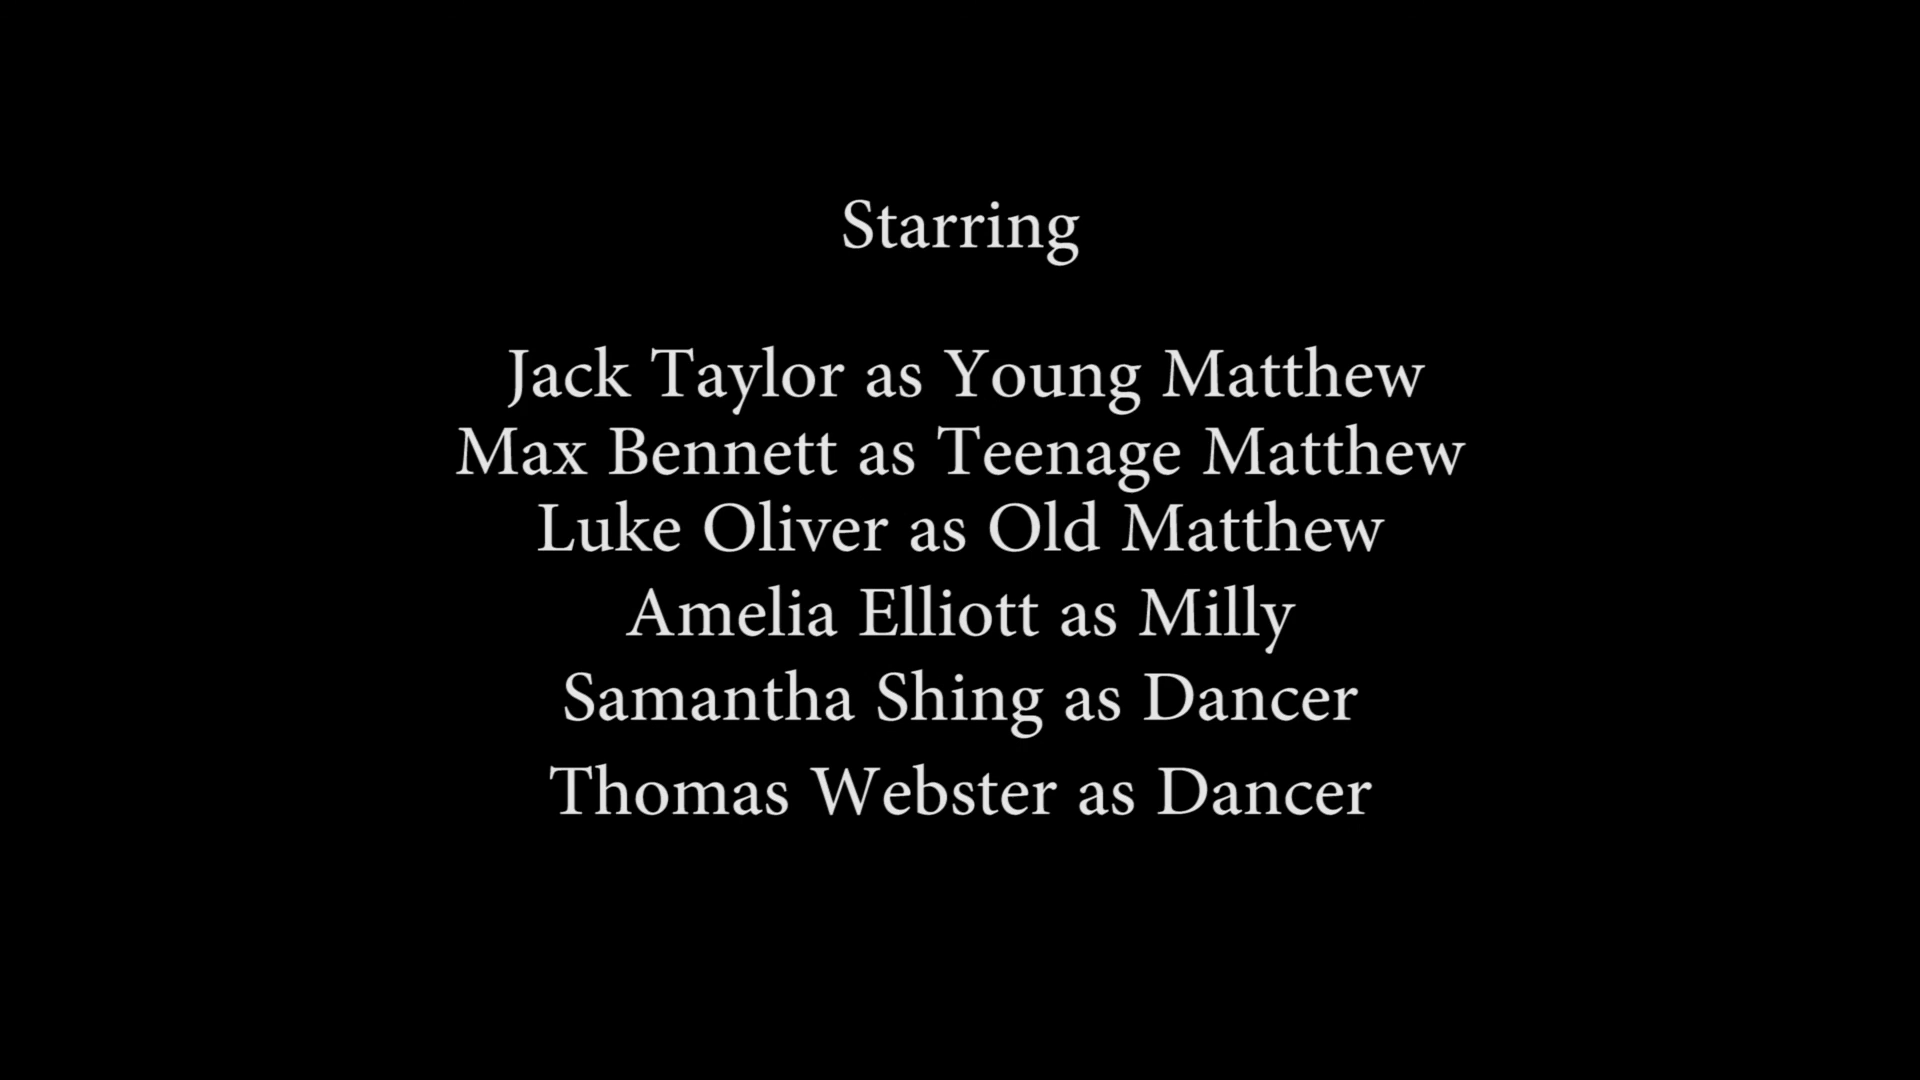 Starring
Jack Taylor as Young Matthew
Max Bennett as Teenage Matthew
Luke Oliver as Old Matthew
Amelia Elliott as Milly
Samantha Shing as Dancer
Thomas Webster as Dancer